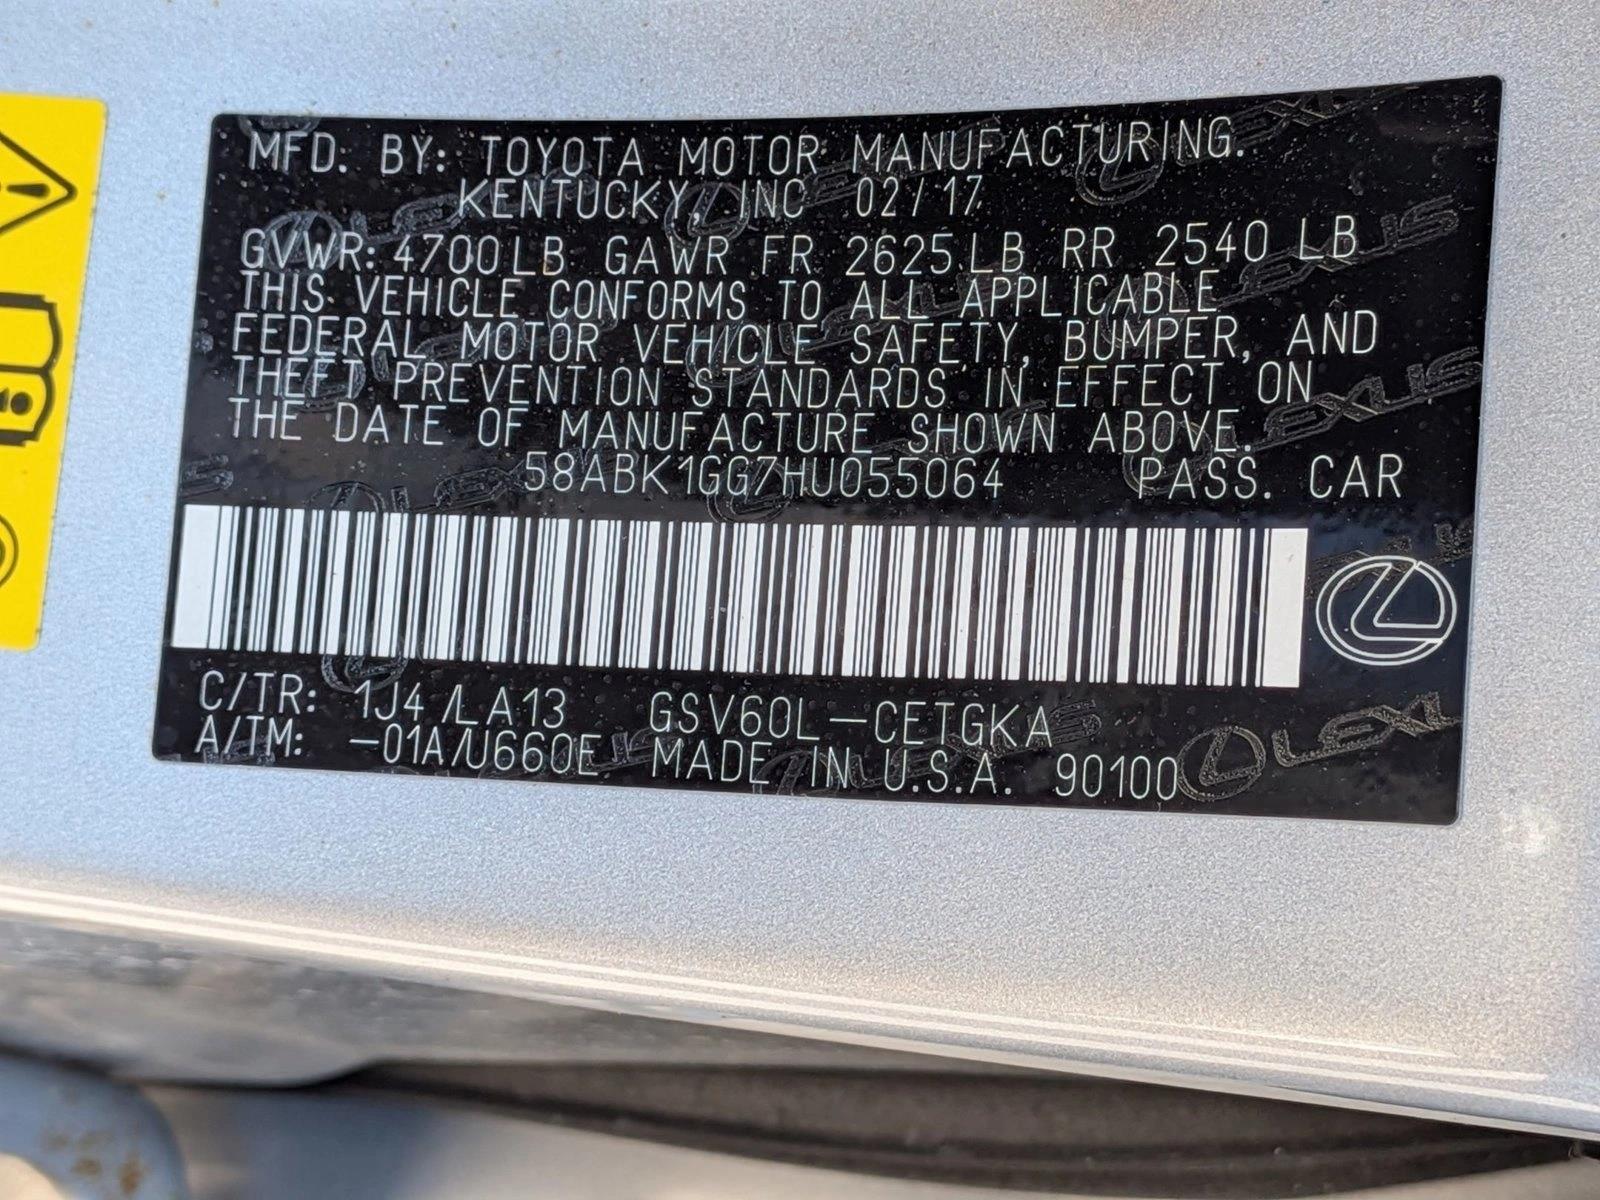 MFD. BY: TOYOTA MOTOR MANUFACTURING.
KENTUCKY, INC 02/17
GVWR: 4700LB GAWR FR 2625LB RR 2540 LB
THIS VEHICLE CONFORMS TO ALL APPLICABLE
FEDERAL MOTOR VEHICLE SAFETY, BUMPER, AND
THEFT PREVENTION STANDARDS IN EFFECT ON
THE DATE OF MANUFACTURE SHOWN ABOVE.
58ABK1GG7HU055064 PASS. CAR
C/TR: 1J4/LA13 GSV60L-CETGKA
A/TM: -01A/U660E MADE IN U.S.A. 90100